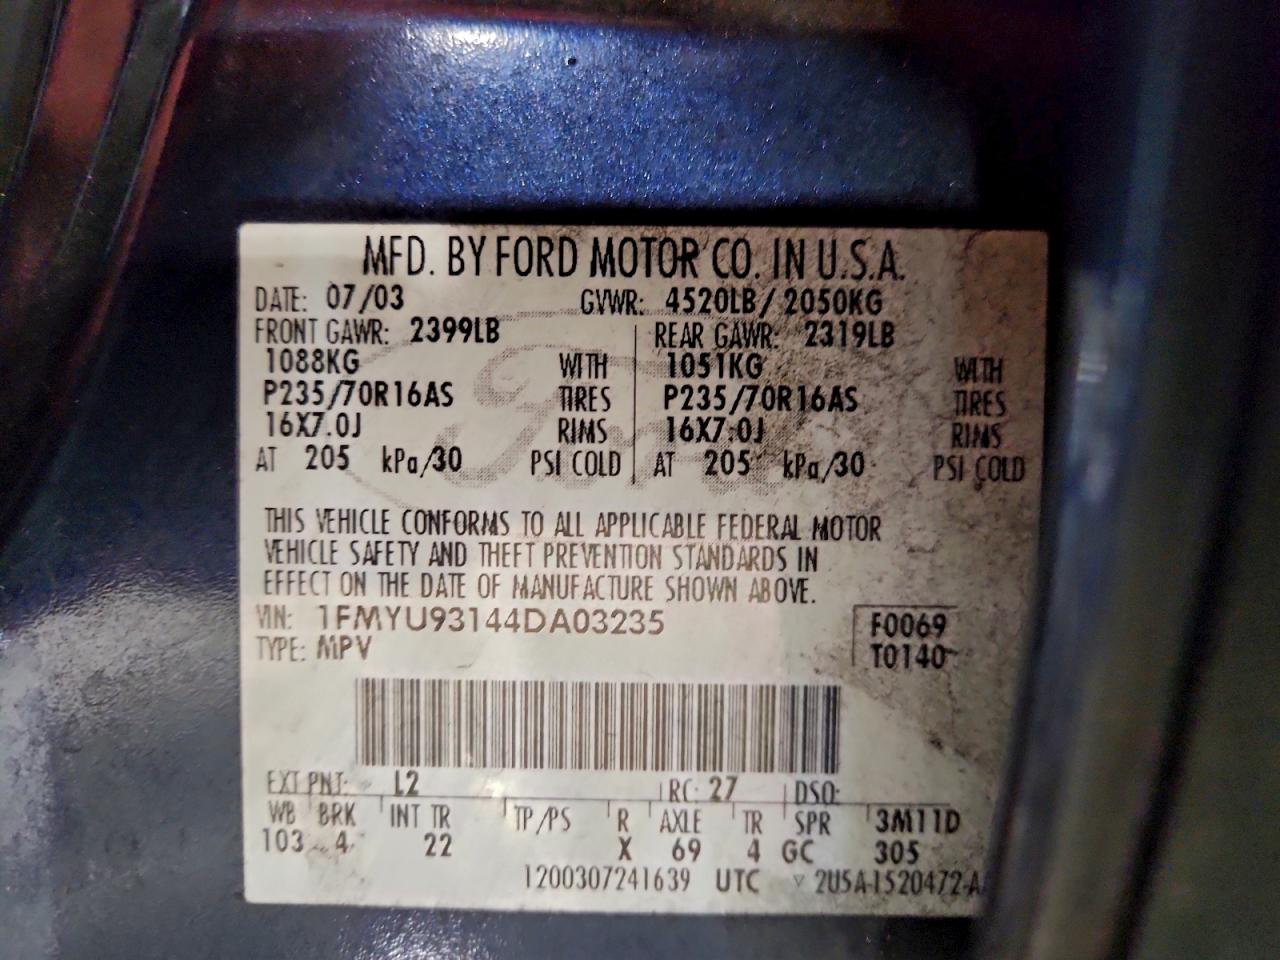 MFD. BY FORD MOTOR CO. IN U.S.A.
DATE: 07/03 GVWR: 4520LB/2050KG
FRONT GAWR: 2399LB REAR GAWR: 2319LB
1088KG WITH 1051KG WITH
P235/70R16AS TIRES P235/70R16AS TIRES
16X7.0J RIMS 16X7.0J RIMS
AT 205 kPa/30 PSI COLD AT 205 kPa/30 PSI COLD
THIS VEHICLE CONFORMS TO ALL APPLICABLE FEDERAL MOTOR
VEHICLE SAFETY AND THEFT PREVENTION STANDARDS IN
EFFECT ON THE DATE OF MANUFACTURE SHOWN ABOVE.
VIN: 1FMYU93144DA03235 F0069
TYPE: MPV T0140
EXT PNT: L2 RC: 27 DSO:
WB BRK INT TR TP/PS R AXLE TR SPR 3M11D
103 4 22 X 69 4 GC 305
1200307241639 UTC ▿ 2U5A-1520472-A